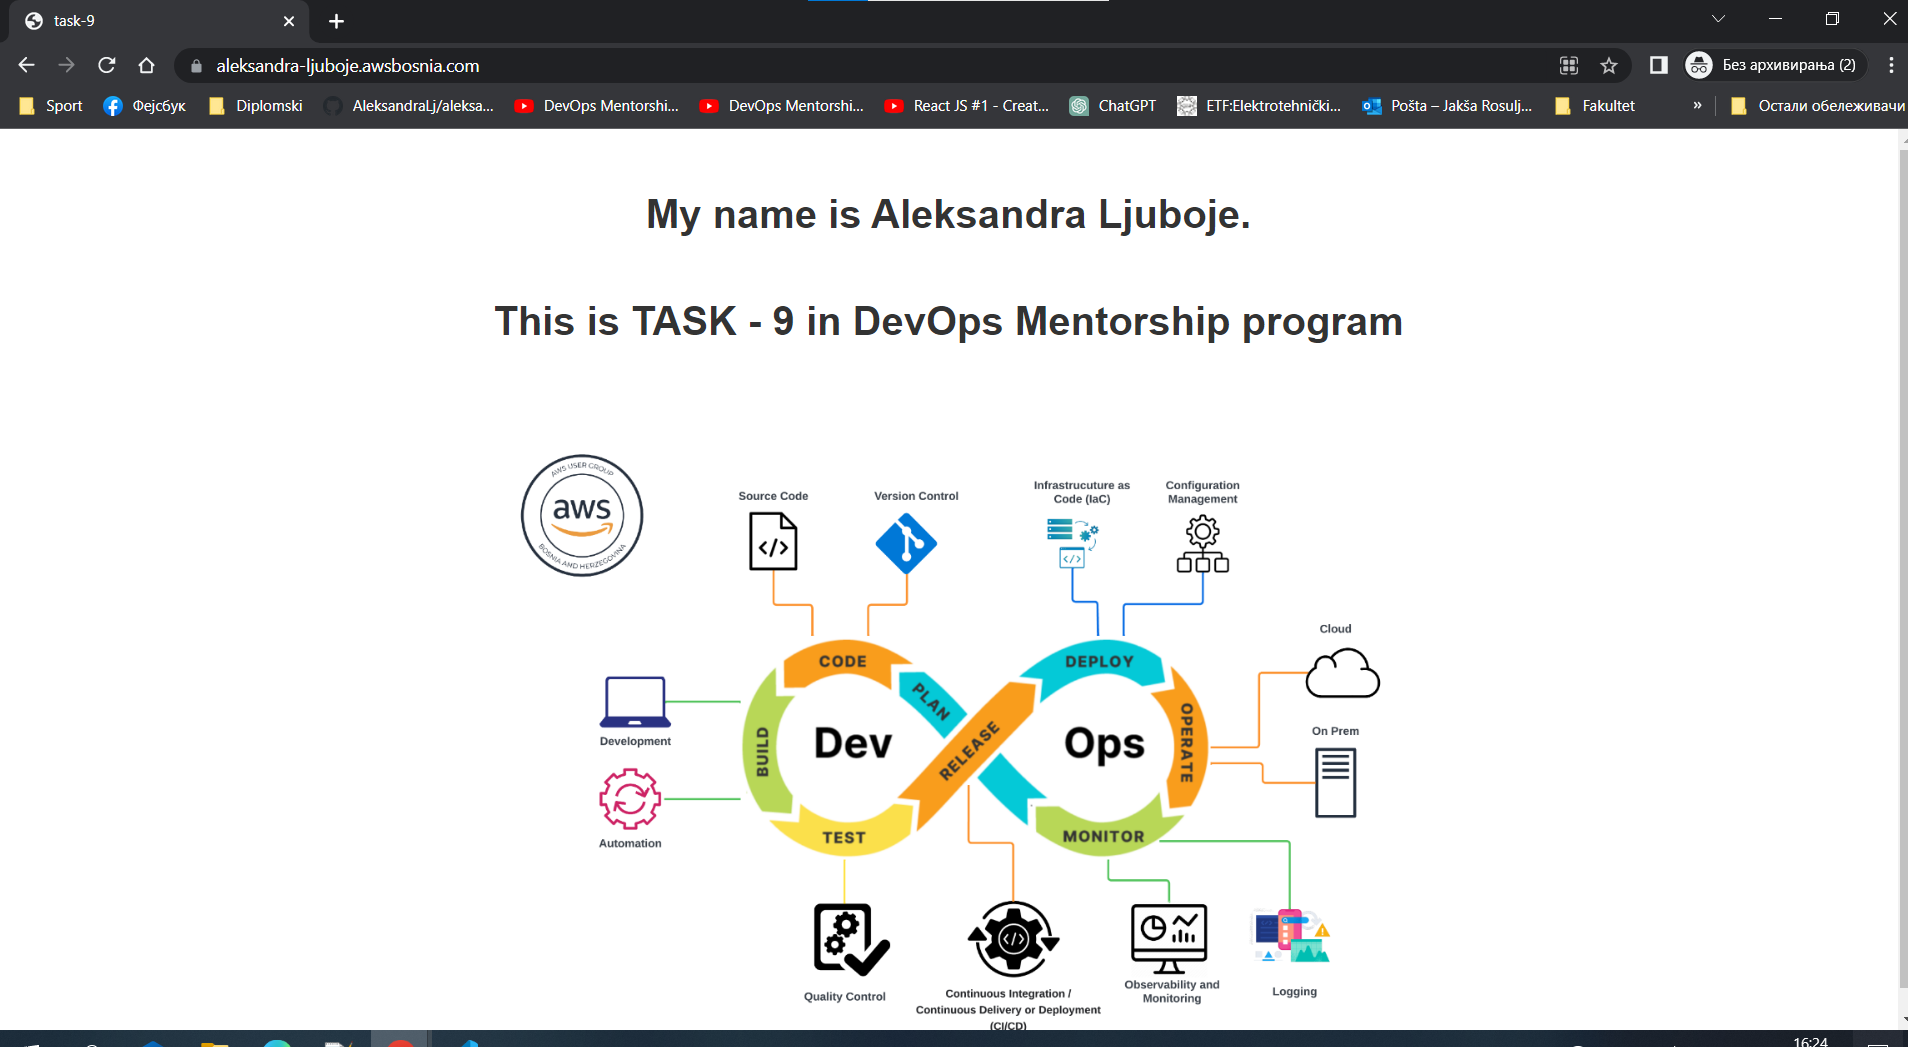 task-9
aleksandra-ljuboje.awsbosnia.com
Без архивирања (2)
Sport
Фејсбук
Diplomski
AleksandraLj/aleksa...
DevOps Mentorshi...
DevOps Mentorshi...
React JS #1 - Creat...
ChatGPT
ETF:Elektrotehnički...
Pošta – Jakša Rosulj...
Fakultet
»
Остали обележивачи
My name is Aleksandra Ljuboje.
This is TASK - 9 in DevOps Mentorship program
AWS USER GROUP
aws
BOSNIA AND HERZEGOVINA
Source Code
Version Control
Infrastrucuture as
Code (IaC)
Configuration
Management
Cloud
On Prem
Development
Automation
CODE
PLAN
BUILD
TEST
RELEASE
DEPLOY
OPERATE
MONITOR
Dev
Ops
Quality Control
Continuous Integration /
Continuous Delivery or Deployment
(CI/CD)
Observability and
Monitoring
Logging
16:24